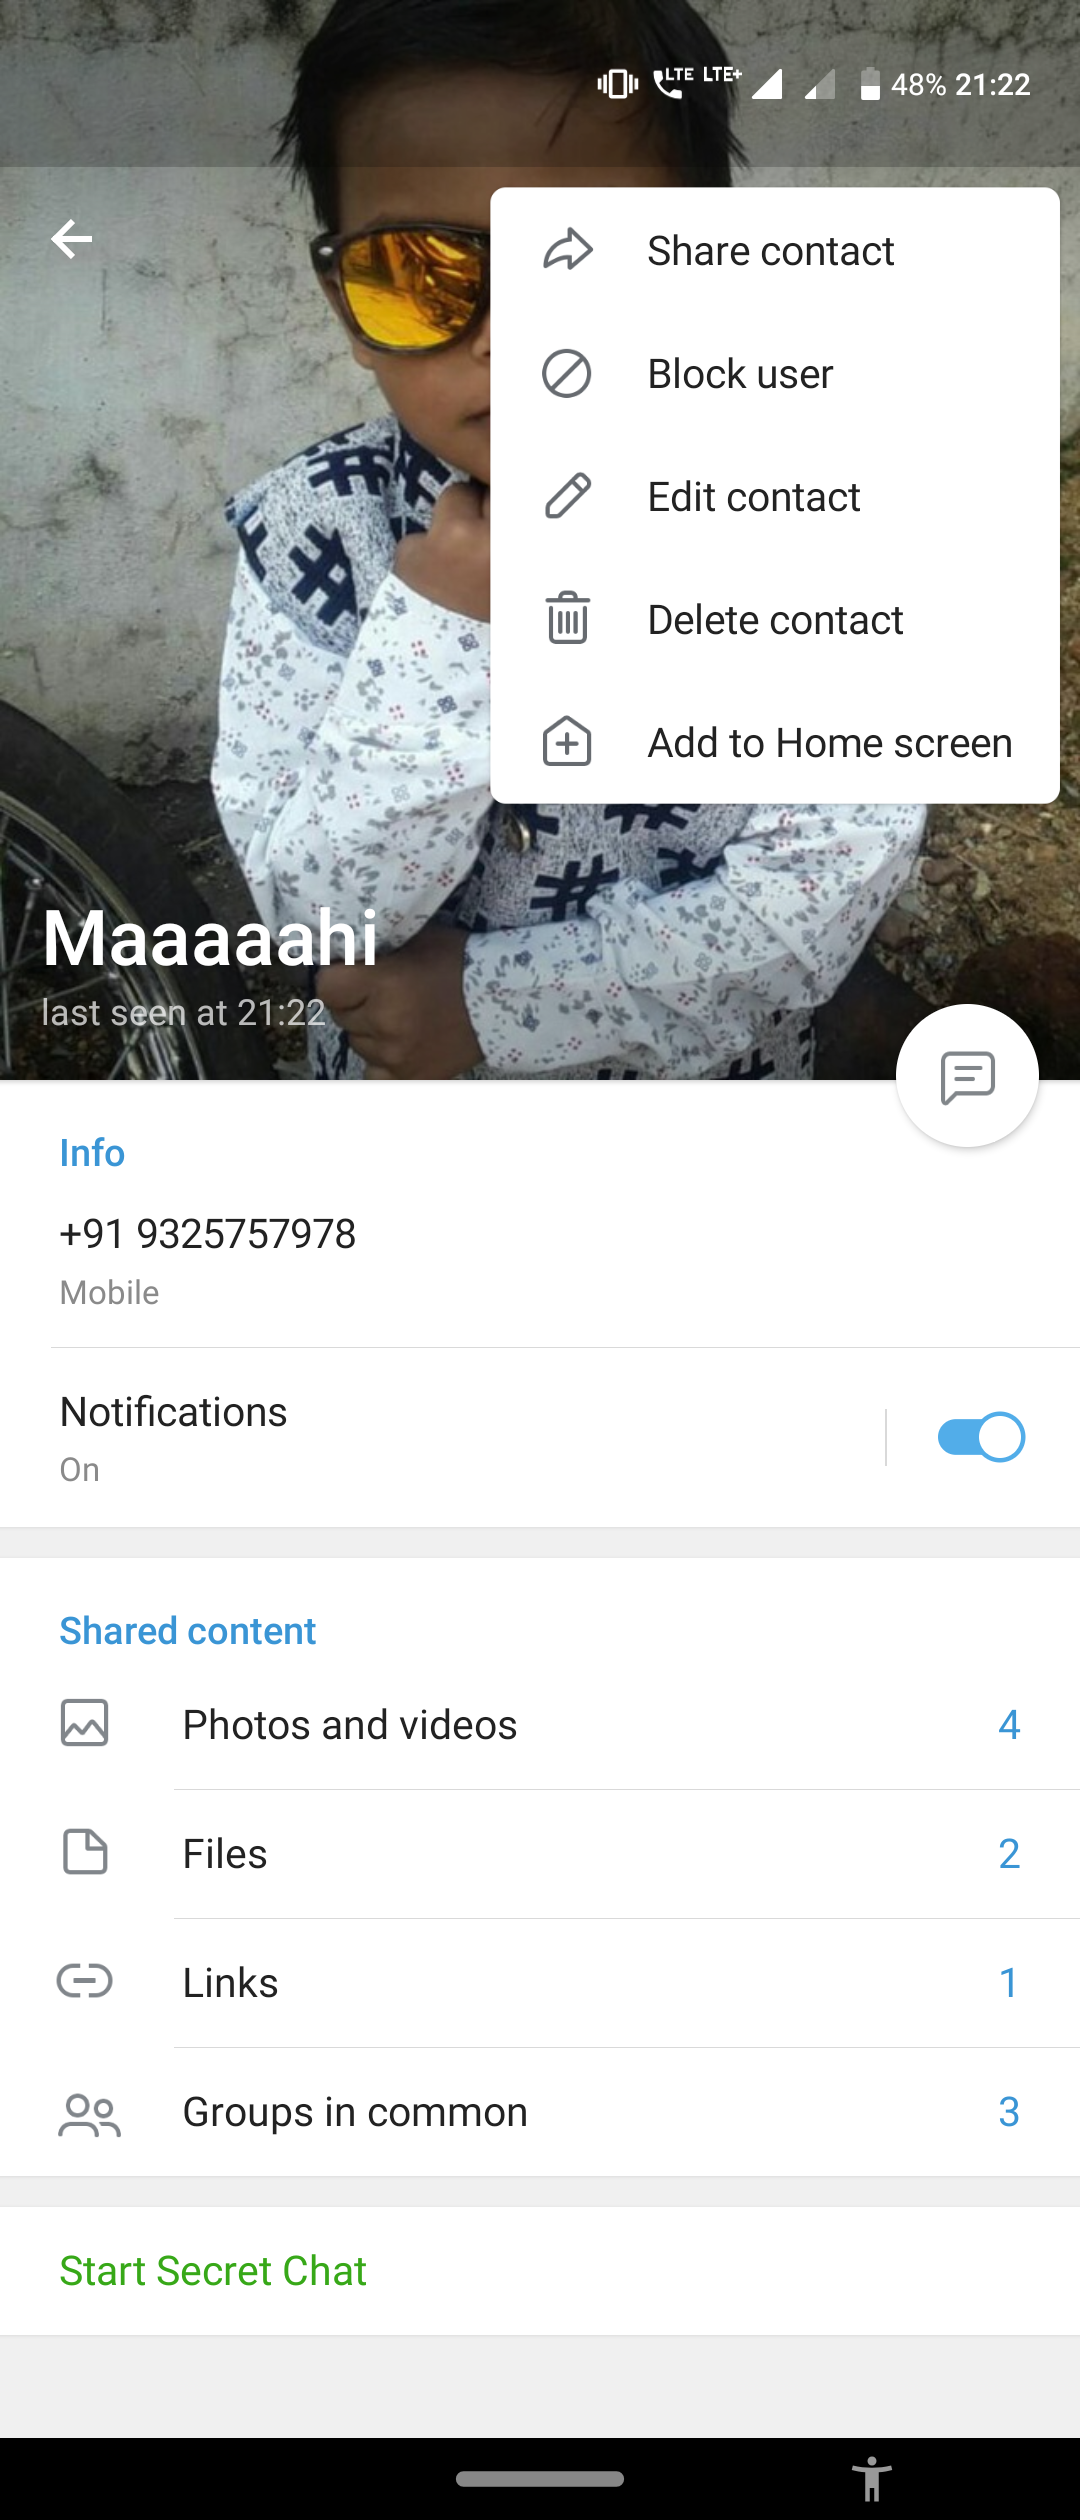 LTE LTE+ 48% 21:22
Share contact
Block user
Edit contact
Delete contact
Add to Home screen
Maaaaahi
last seen at 21:22
Info
+91 9325757978
Mobile
Notifications
On
Shared content
Photos and videos 4
Files 2
Links 1
Groups in common 3
Start Secret Chat